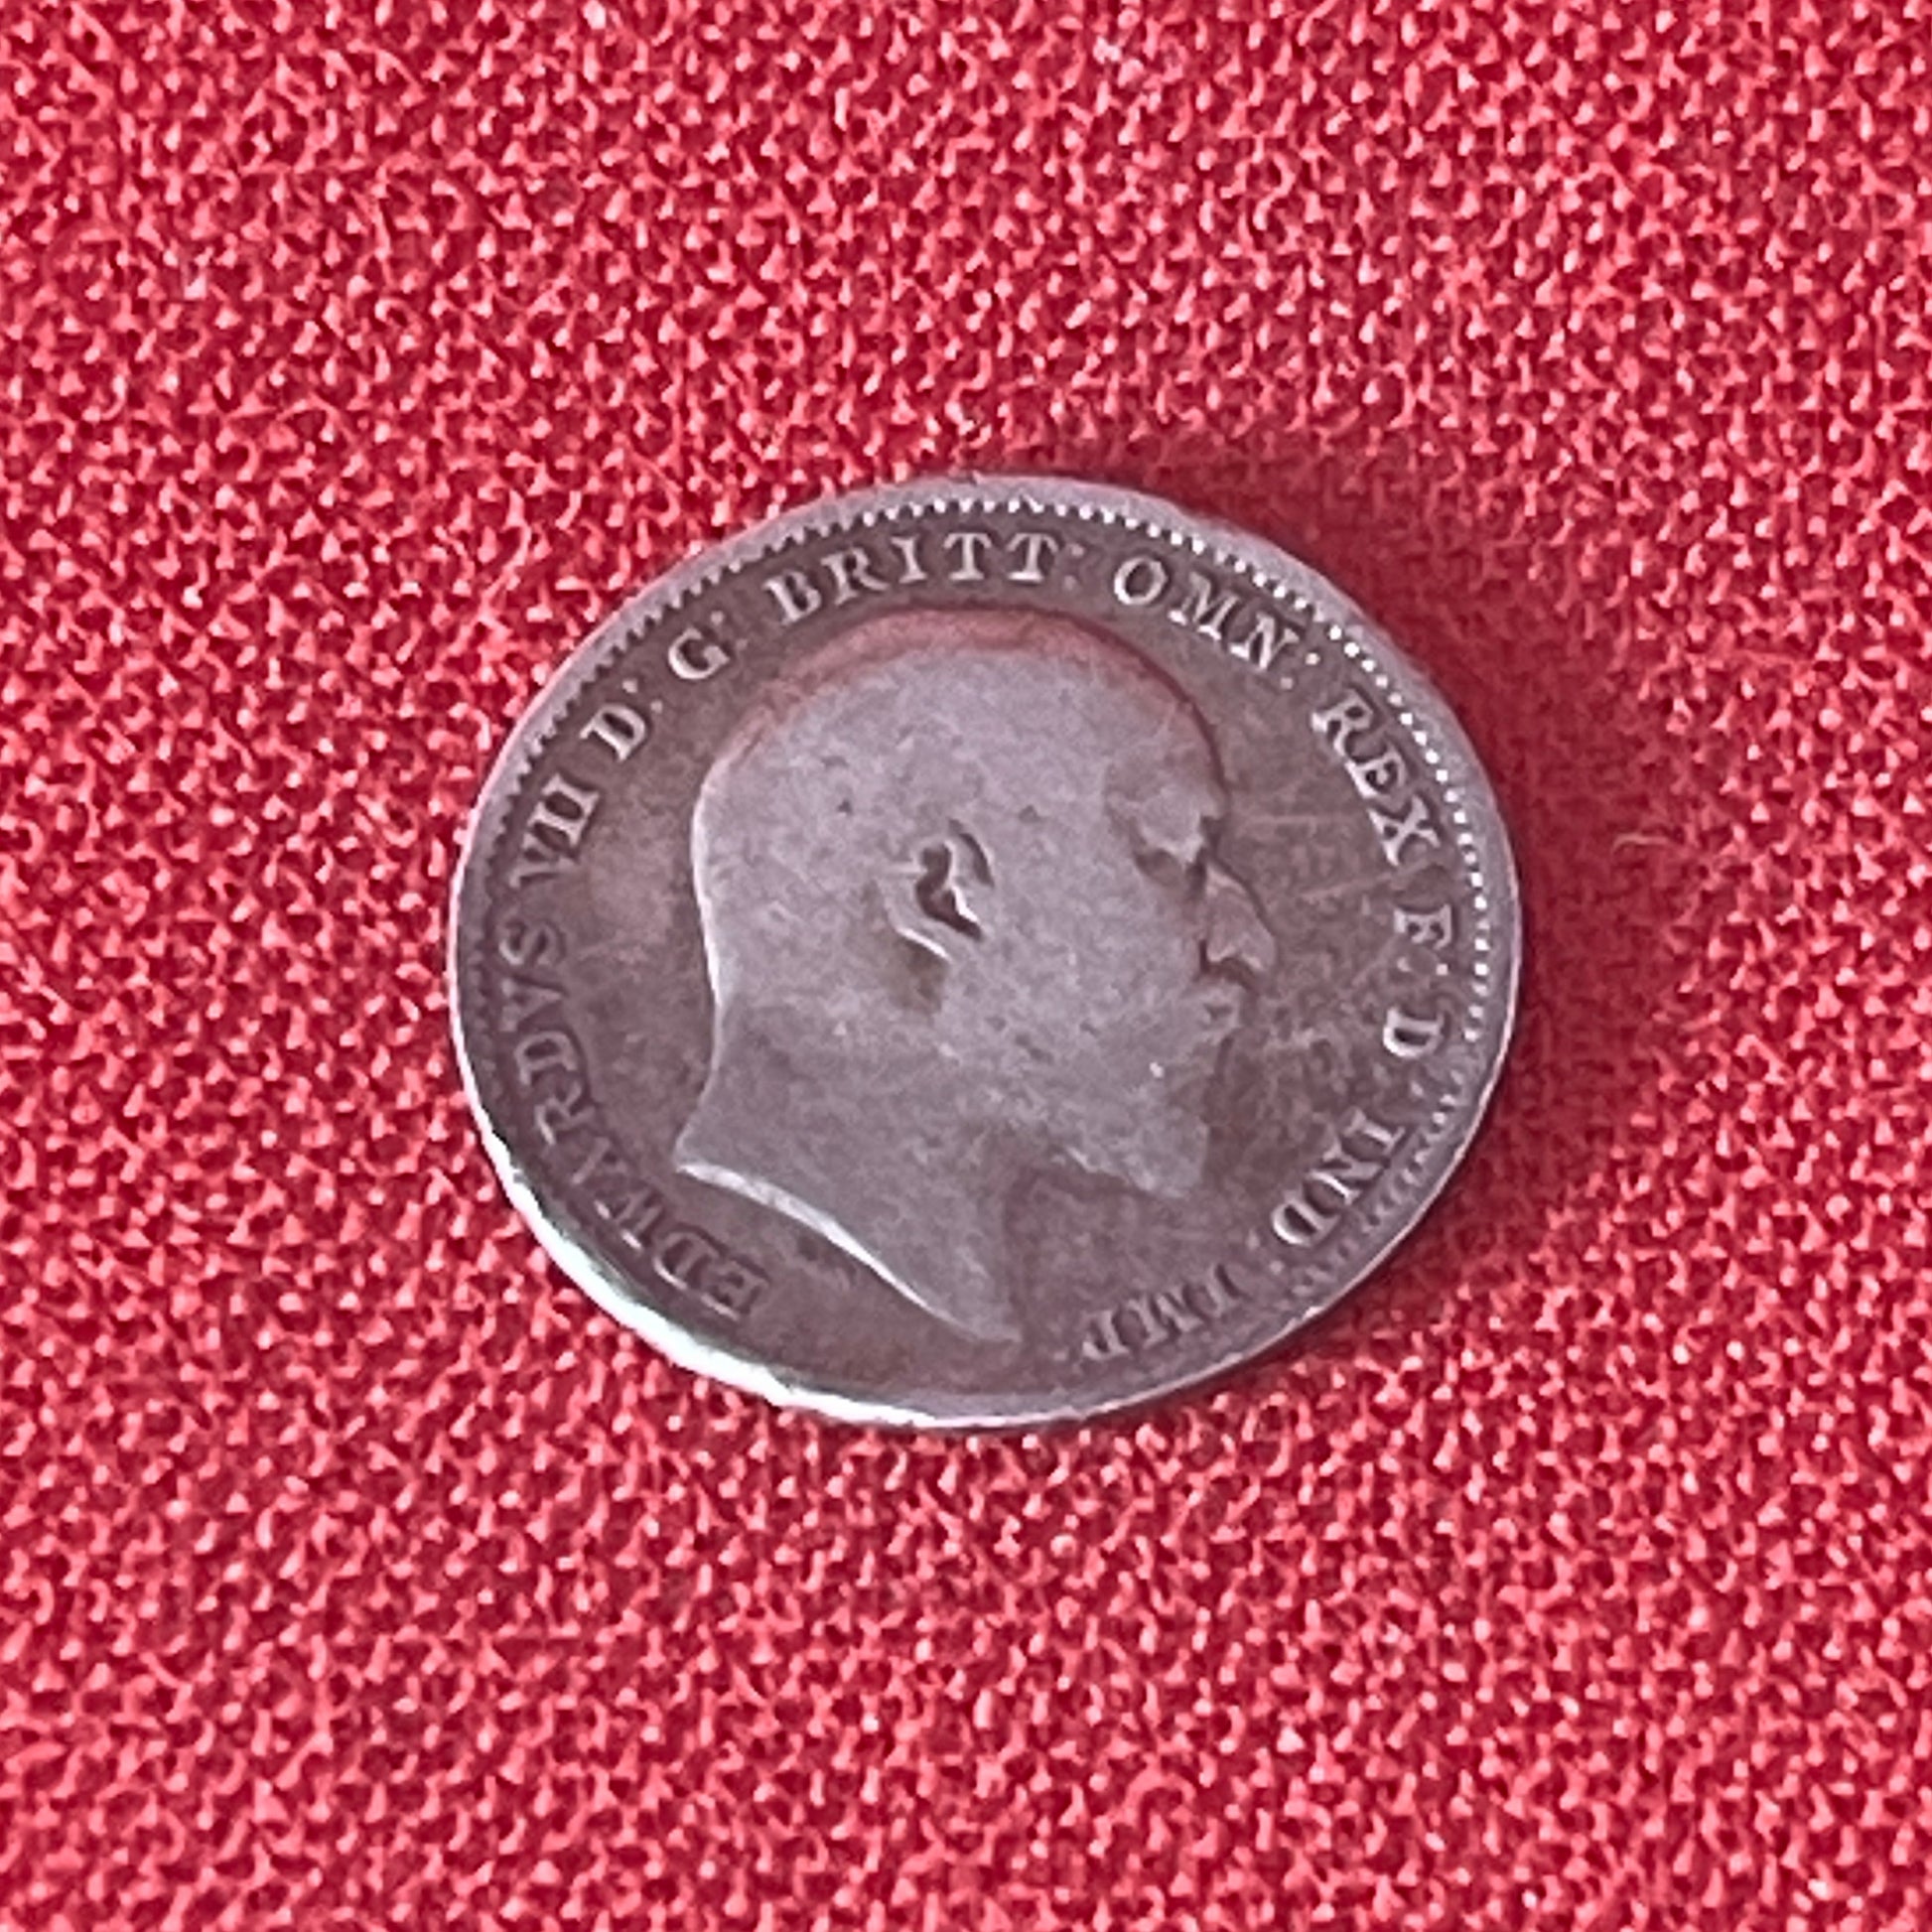 EDWARDVS VII D: G: BRITT: OMN: REX F: D: IND: IMP: